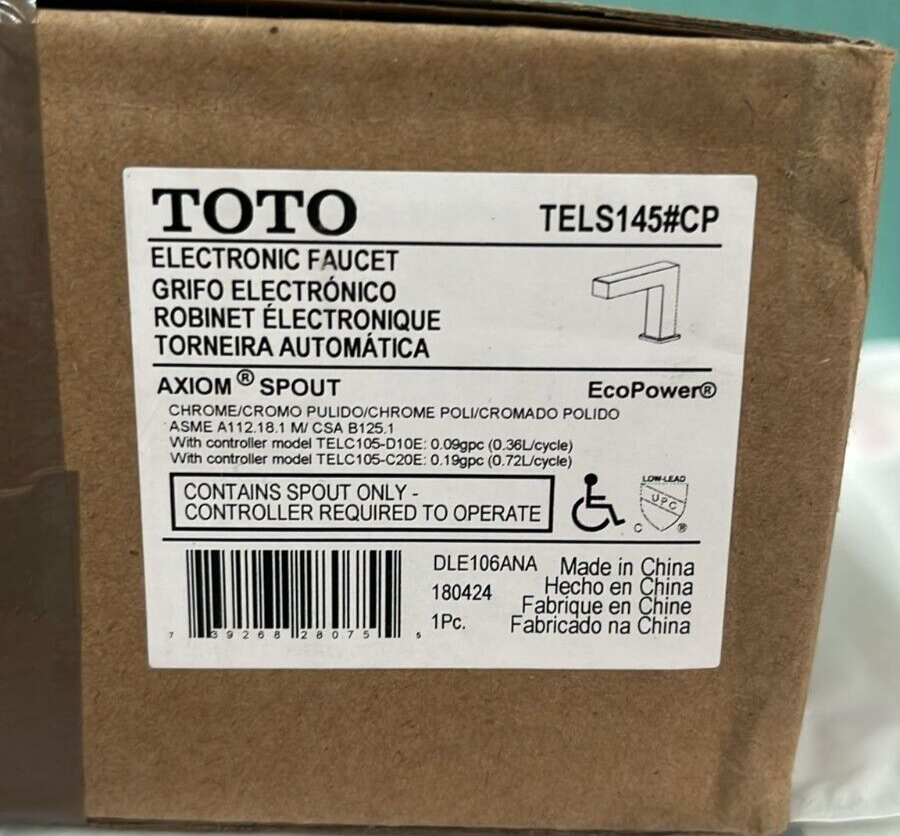 TOTO
TELS145#CP
ELECTRONIC FAUCET
GRIFO ELECTRÓNICO
ROBINET ÉLECTRONIQUE
TORNEIRA AUTOMÁTICA
AXIOM® SPOUT
EcoPower®
CHROME/CROMO PULIDO/CHROME POLI/CROMADO POLIDO
ASME A112.18.1 M/ CSA B125.1
With controller model TELC105-D10E: 0.09gpc (0.36L/cycle)
With controller model TELC105-C20E: 0.19gpc (0.72L/cycle)
CONTAINS SPOUT ONLY -
CONTROLLER REQUIRED TO OPERATE
LOW-LEAD
UPC
C ®
DLE106ANA
180424
1Pc.
Made in China
Hecho en China
Fabrique en Chine
Fabricado na China
7 39268 28075 5